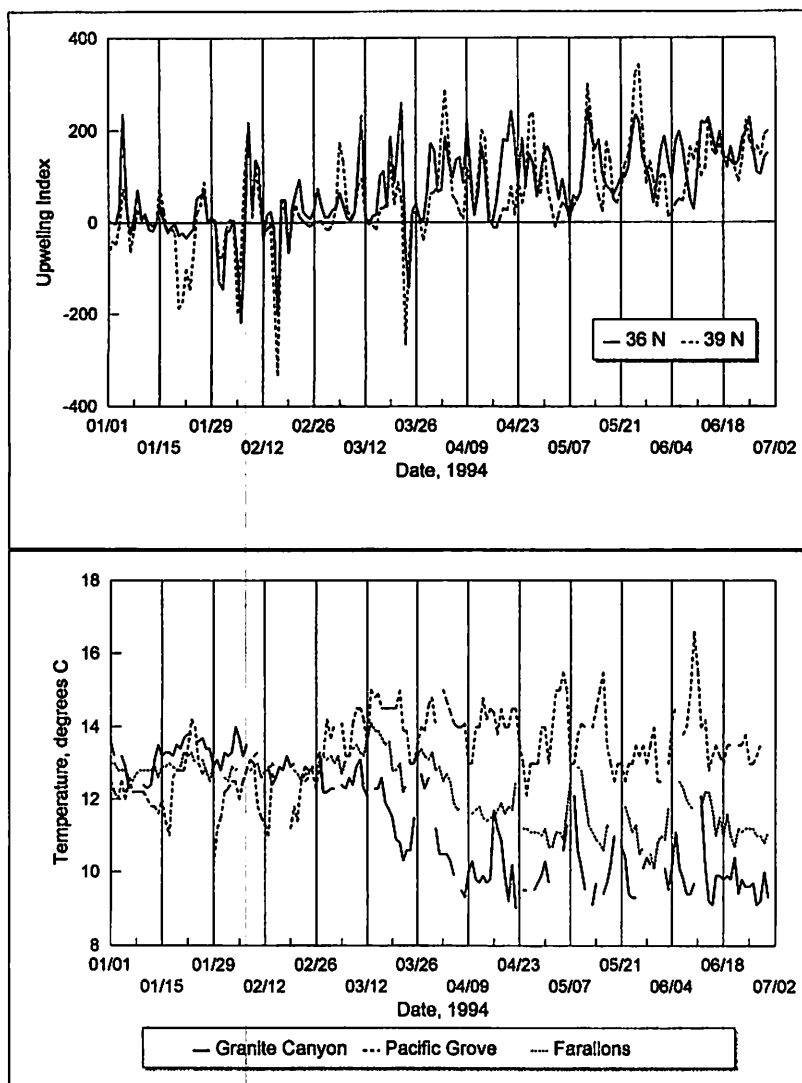 400
200
0
-200
-400
Upwelling Index
36 N 39 N
01/01 01/29 02/12 02/26 03/26 04/23 05/21 06/18
01/15 03/12 04/09 05/07 06/04 07/02
Date, 1994
18
16
14
12
10
8
Temperature, degrees C
01/01 01/29 02/26 03/26 04/23 05/21 06/18
01/15 02/12 03/12 04/09 05/07 06/04 07/02
Date, 1994
Granite Canyon Pacific Grove Farallons